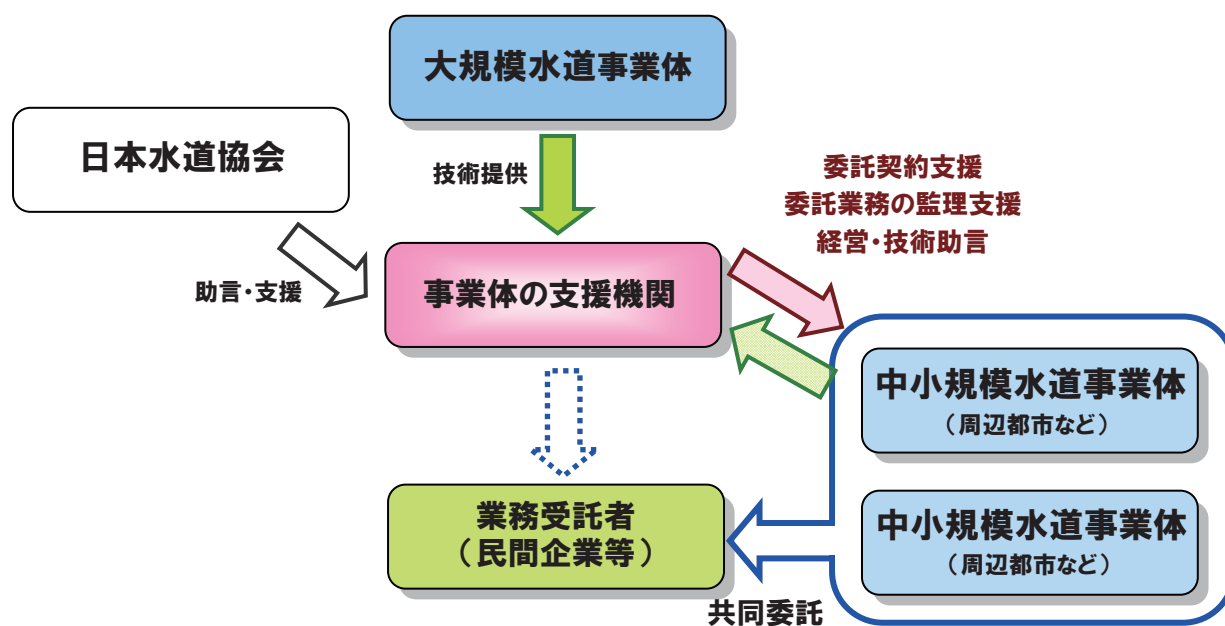 大規模水道事業体
日本水道協会
技術提供
委託契約支援
委託業務の監理支援
経営・技術助言
助言・支援
事業体の支援機関
中小規模水道事業体
（周辺都市など）
業務受託者
（民間企業等）
中小規模水道事業体
（周辺都市など）
共同委託